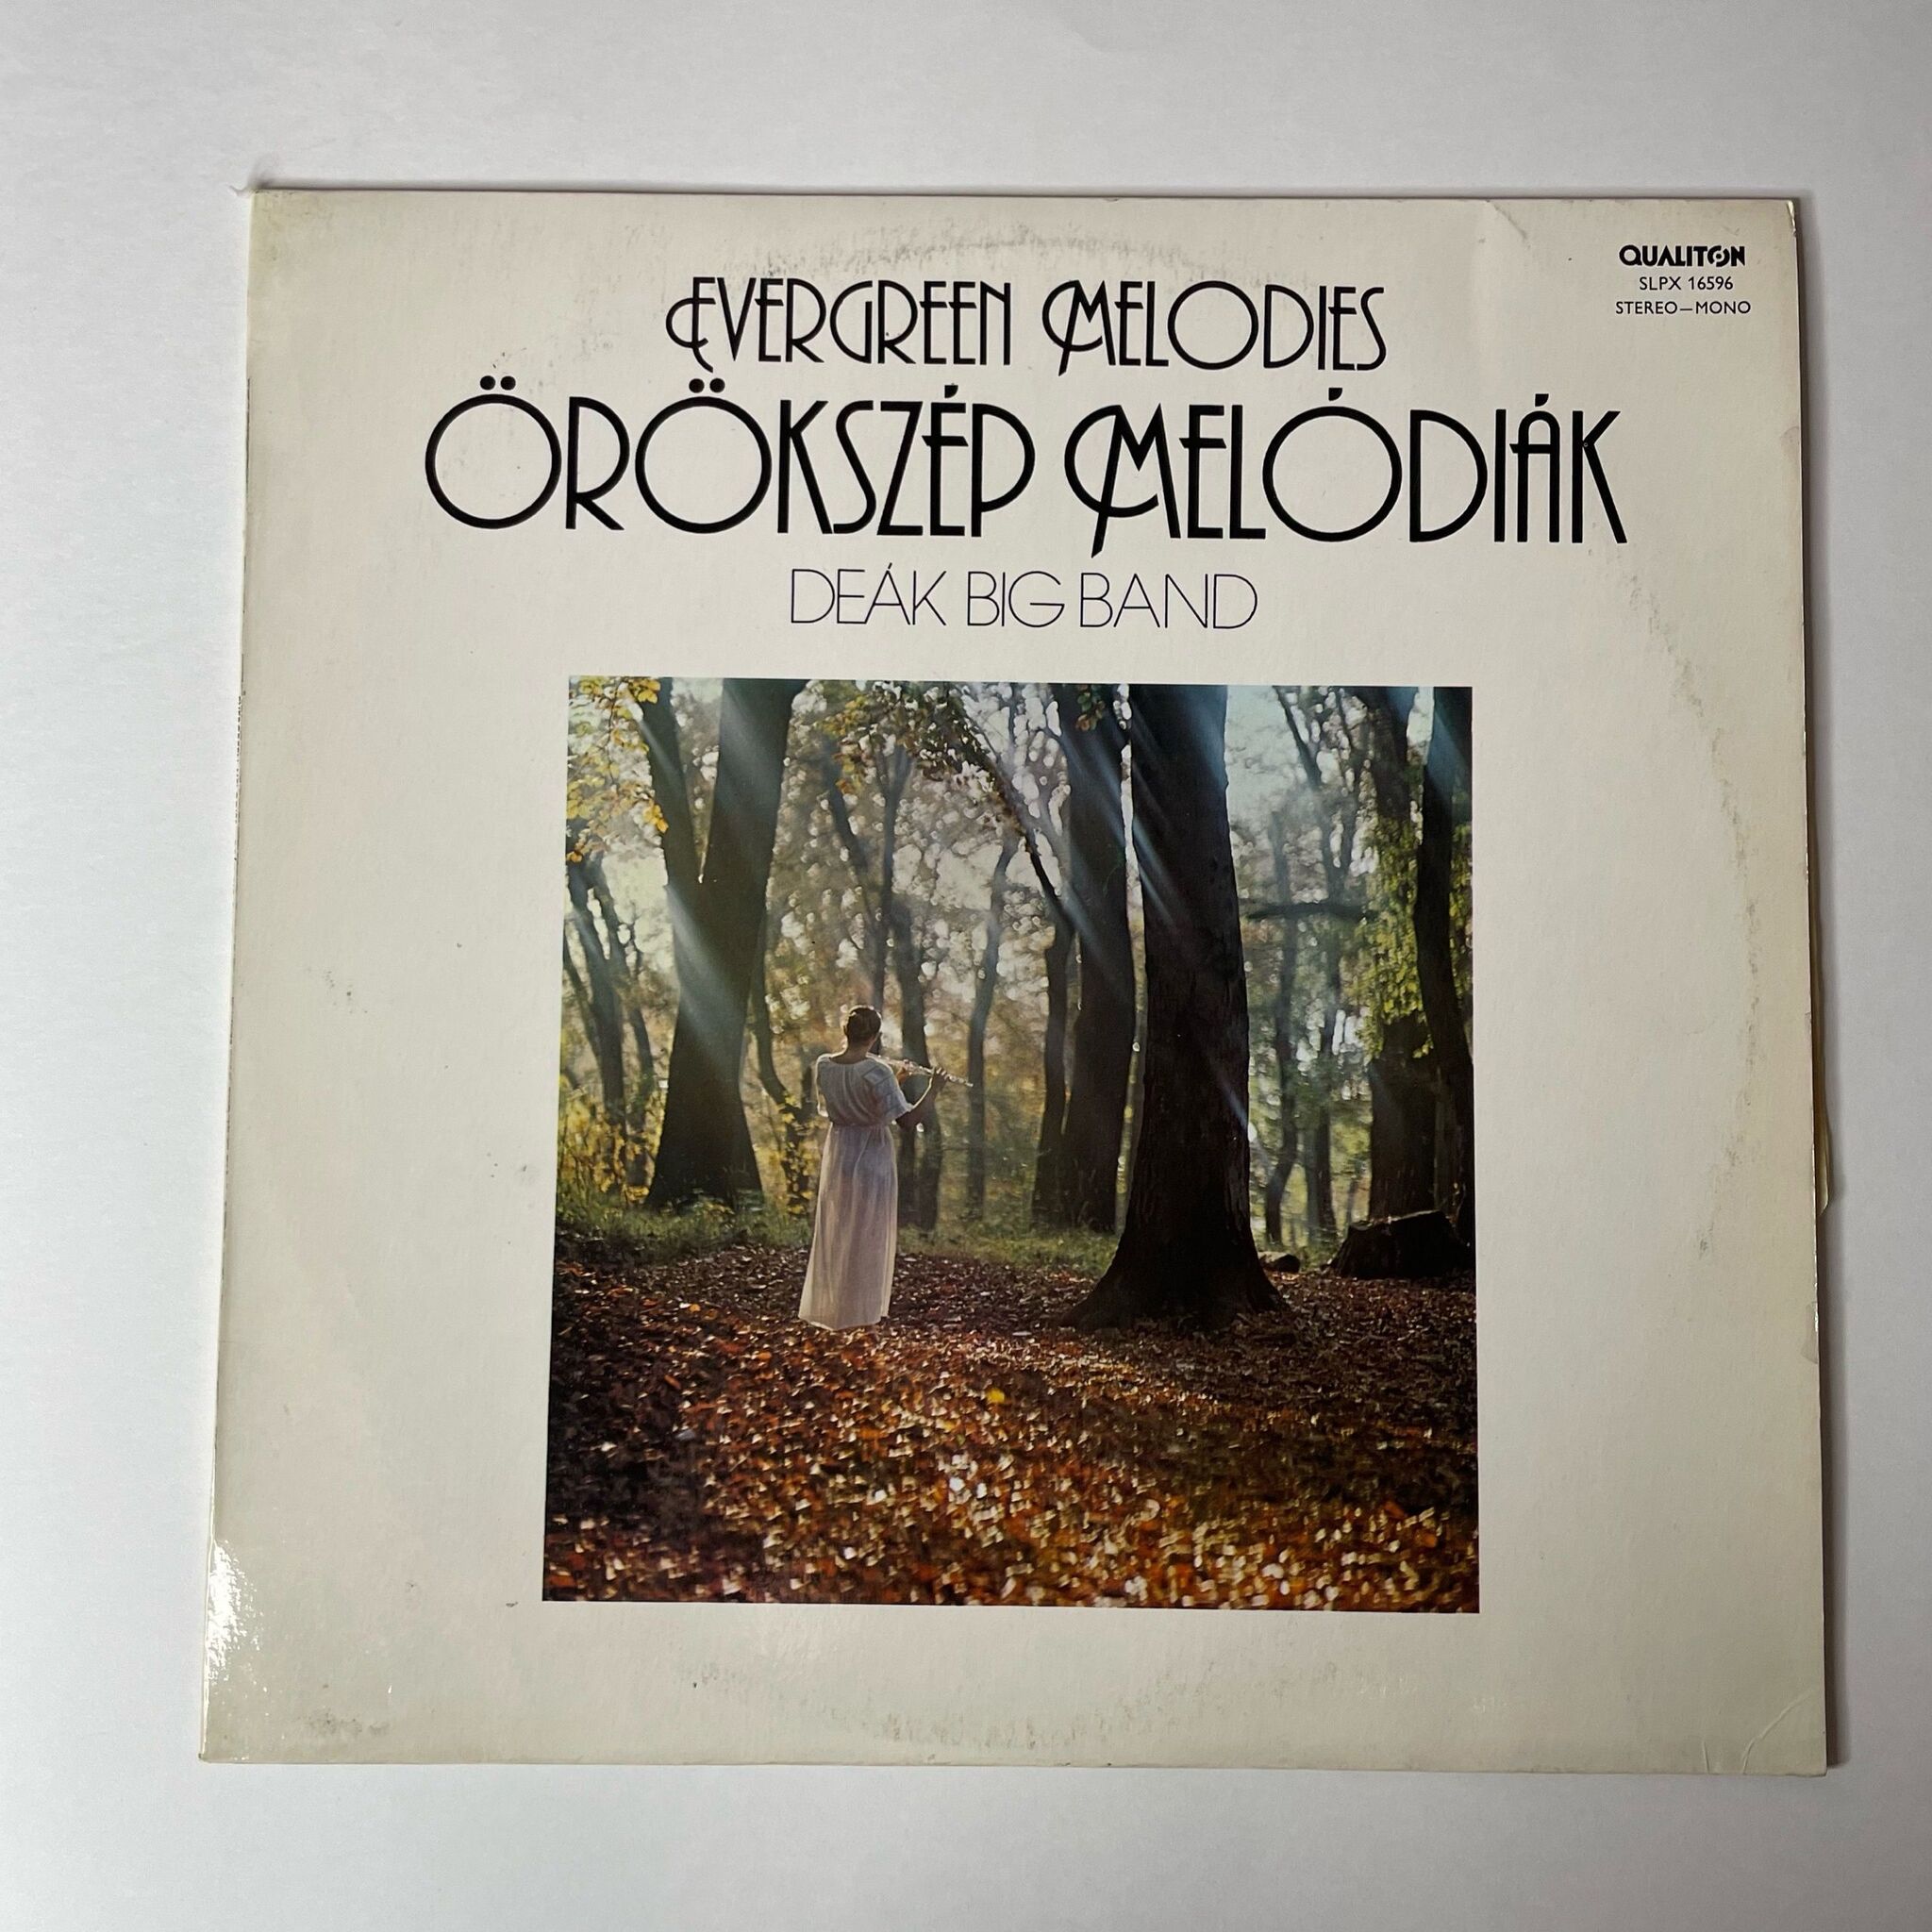 QUALITON
SLPX 16596
STEREO—MONO
EVERGREEN MELODIES
ÖRÖKSZÉP MELÓDIÁK
DEÁK BIG BAND